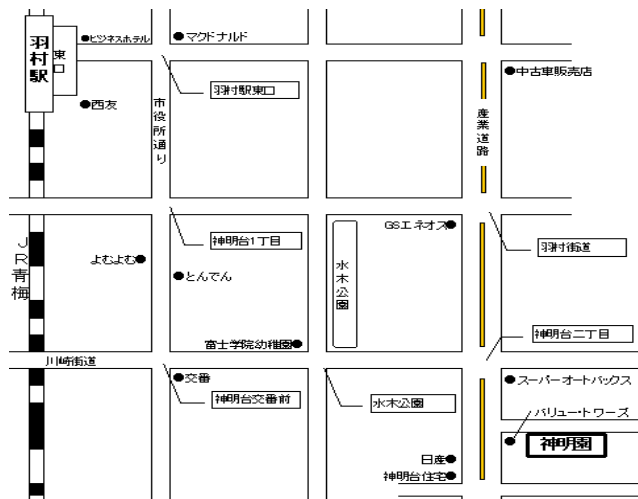 羽村駅
東口
ビジネスホテル
マクドナルド
西友
市役所通り
羽村駅東口
産業道路
中古車販売店
JR青梅
よむよむ
神明台1丁目
とんでん
富士学院幼稚園
水木公園
GSエネオス
羽村街道
神明台二丁目
川崎街道
交番
神明台交番前
水木公園
スーパーオートバックス
バリュー・トワーズ
神明園
日産
神明台住宅